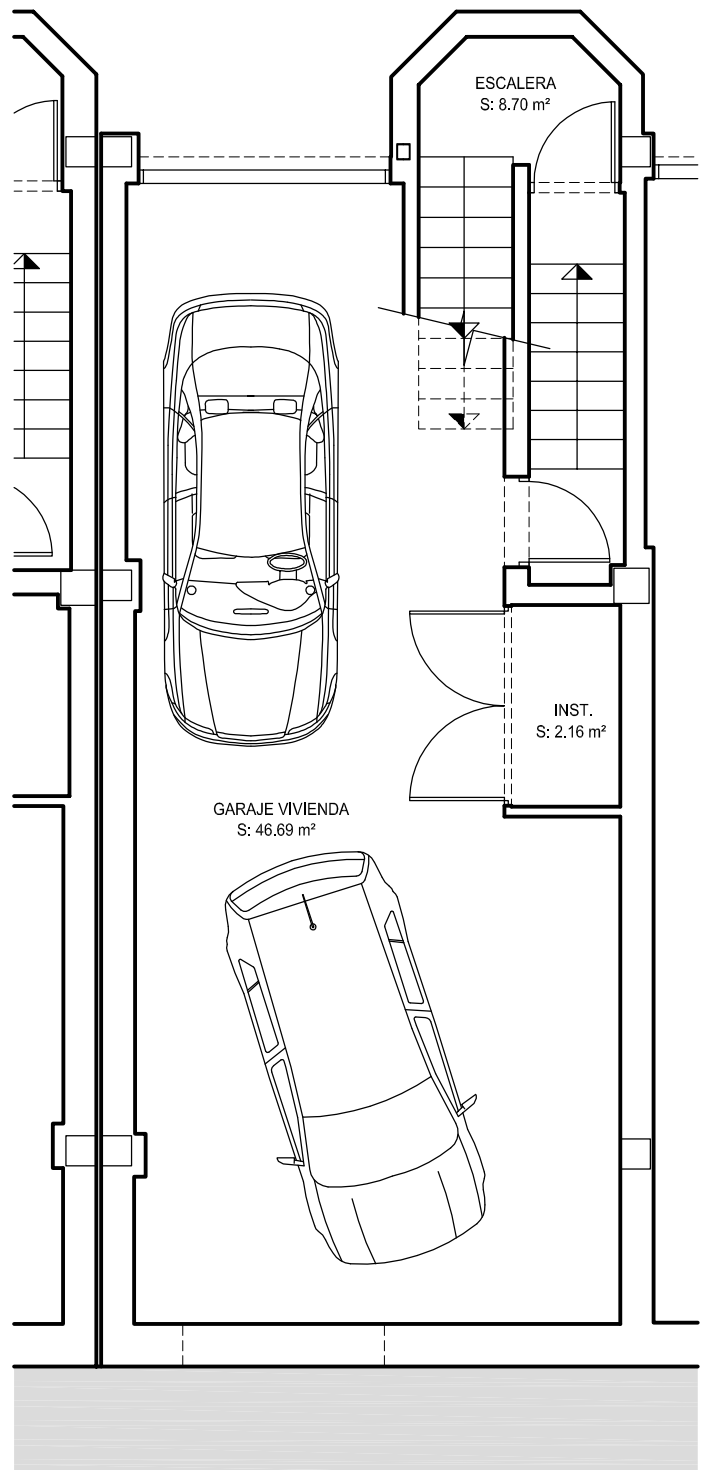 ESCALERA
S: 8.70 m²
INST.
S: 2.16 m²
GARAJE VIVIENDA
S: 46.69 m²